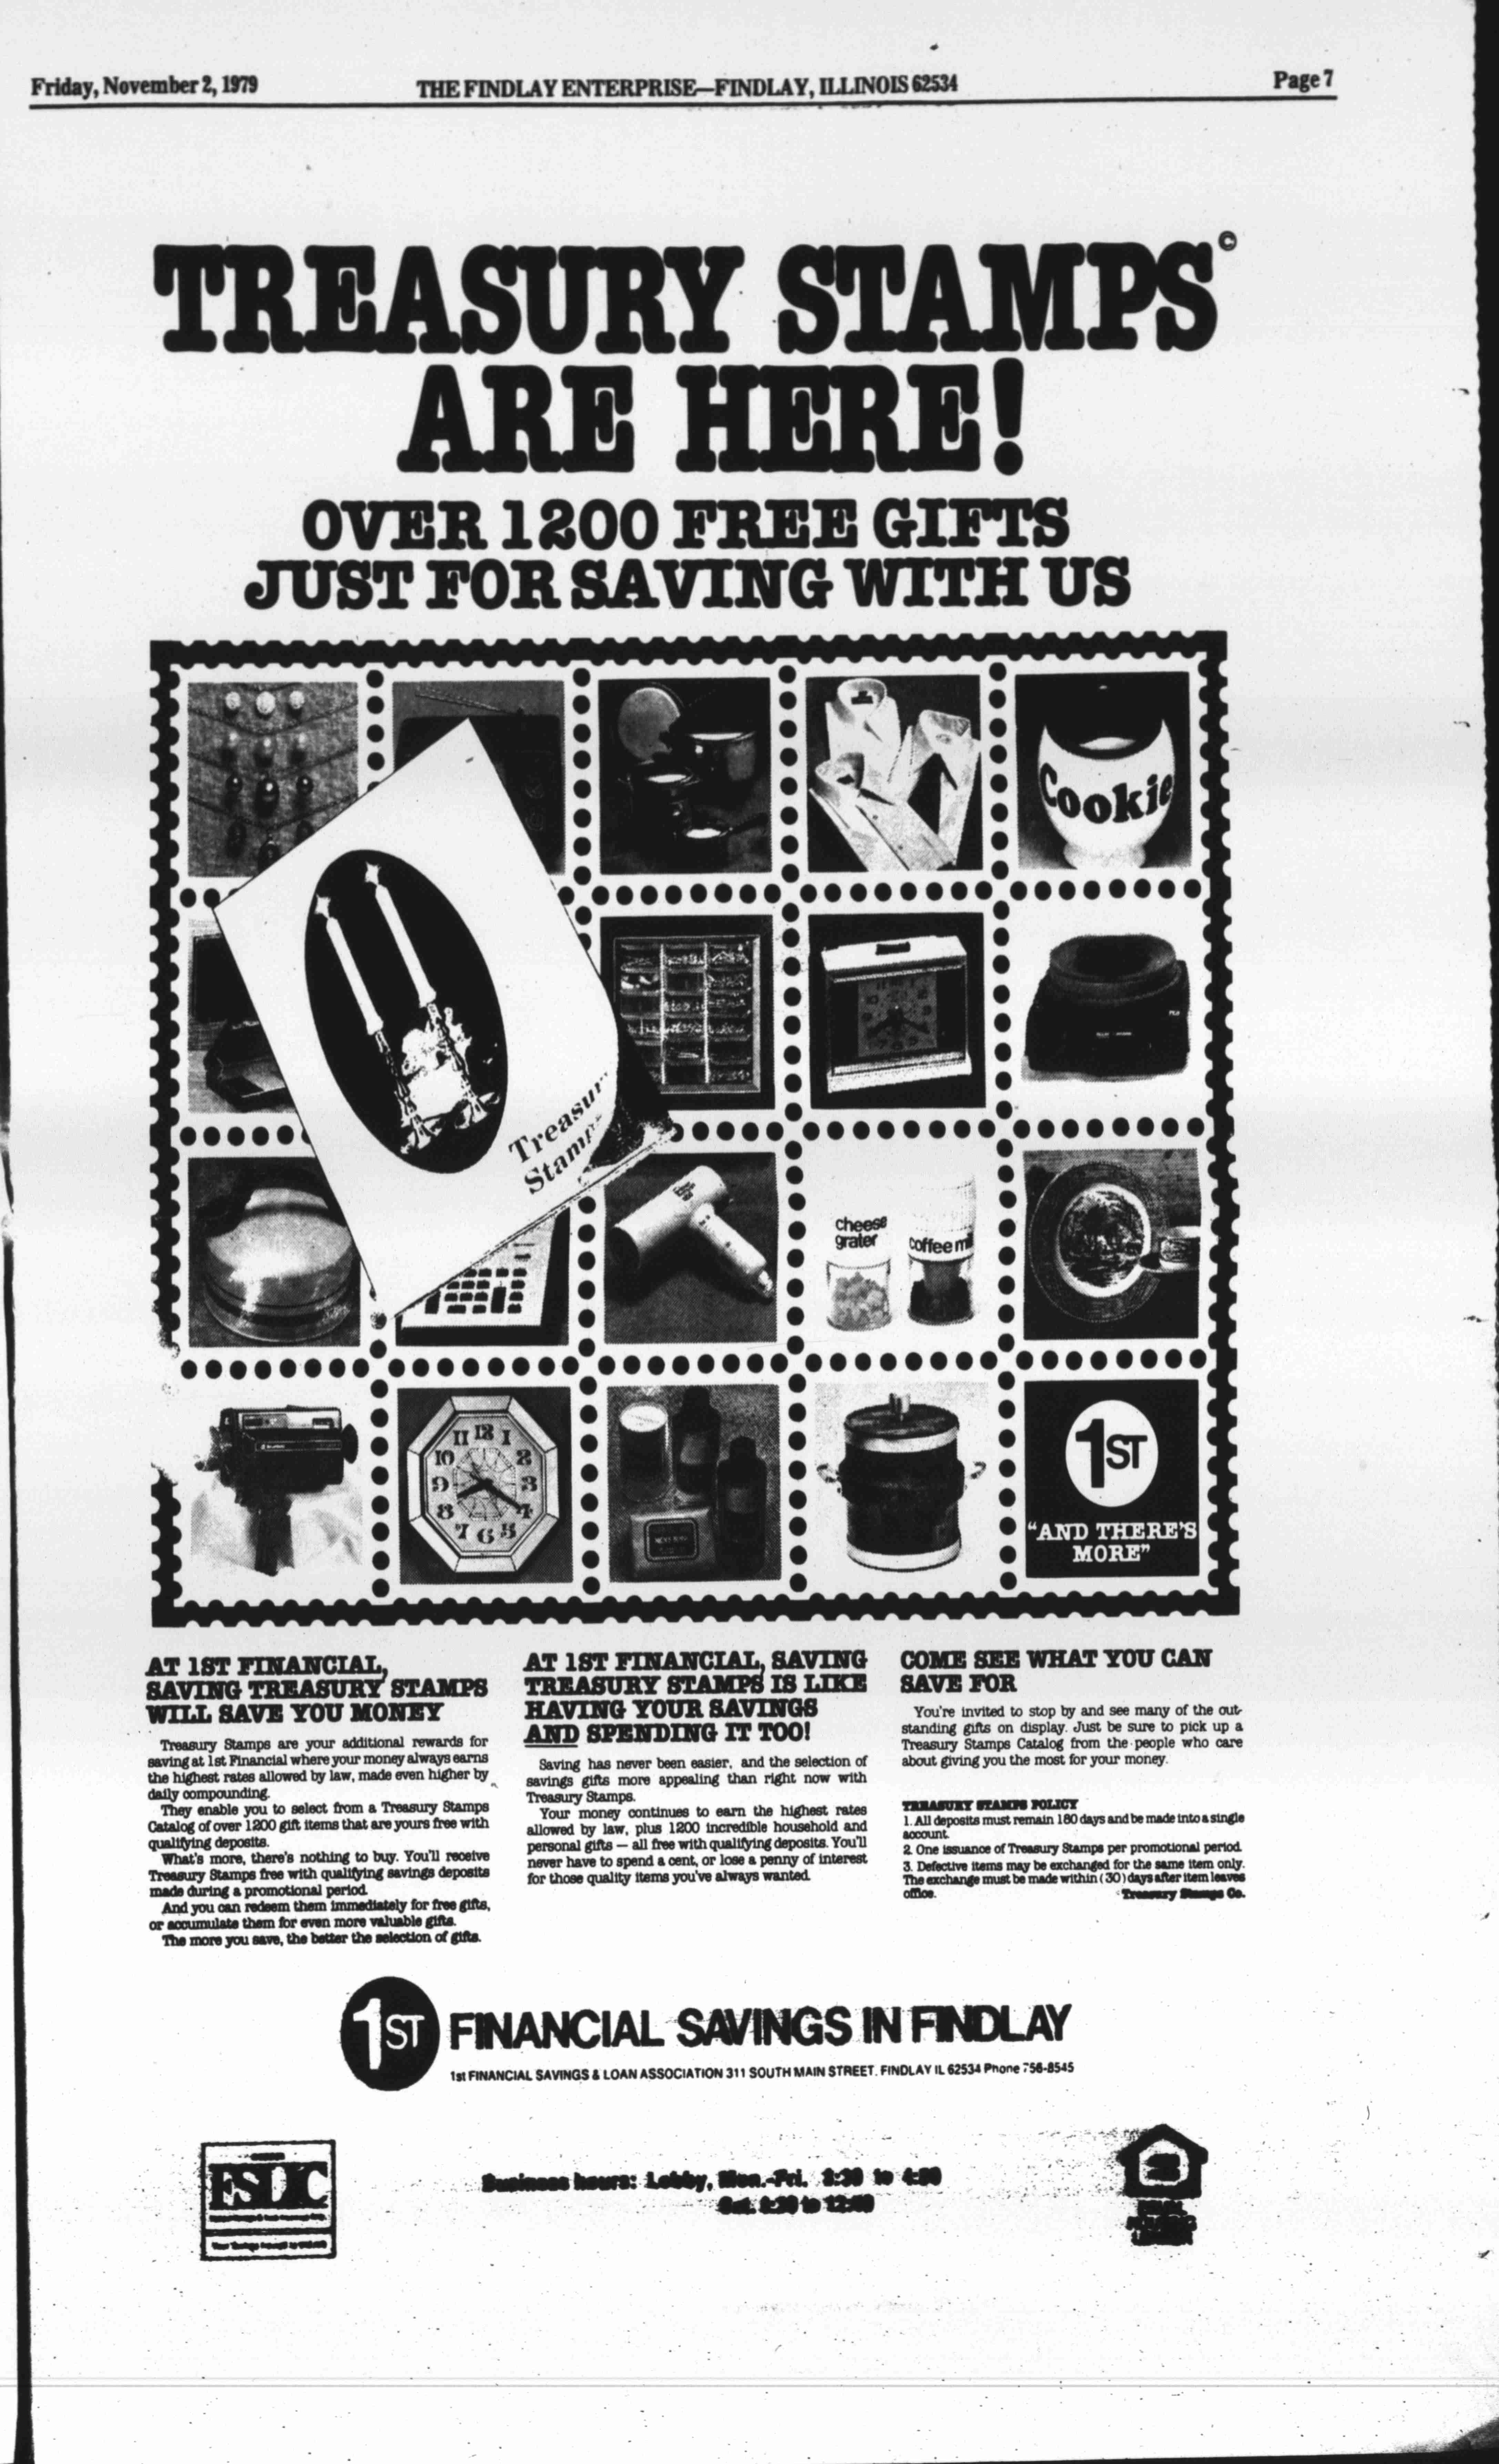 Friday, November 2, 1979
THE FINDLAY ENTERPRISE—FINDLAY, ILLINOIS 62534
Page 7
TREASURY STAMPS©
ARE HERE!
OVER 1200 FREE GIFTS
JUST FOR SAVING WITH US
Cookie
Treasur
Stam
cheese
grater
coffee mil
11 12 1
10 2
9 3
8 4
7 6 5
1ST
"AND THERE'S
MORE"
AT 1ST FINANCIAL,
SAVING TREASURY STAMPS
WILL SAVE YOU MONEY
Treasury Stamps are your additional rewards for
saving at 1st Financial where your money always earns
the highest rates allowed by law, made even higher by
daily compounding.
They enable you to select from a Treasury Stamps
Catalog of over 1200 gift items that are yours free with
qualifying deposits.
What's more, there's nothing to buy. You'll receive
Treasury Stamps free with qualifying savings deposits
made during a promotional period.
And you can redeem them immediately for free gifts,
or accumulate them for even more valuable gifts.
The more you save, the better the selection of gifts.
AT 1ST FINANCIAL, SAVING
TREASURY STAMPS IS LIKE
HAVING YOUR SAVINGS
AND SPENDING IT TOO!
Saving has never been easier, and the selection of
savings gifts more appealing than right now with
Treasury Stamps.
Your money continues to earn the highest rates
allowed by law, plus 1200 incredible household and
personal gifts — all free with qualifying deposits. You'll
never have to spend a cent, or lose a penny of interest
for those quality items you've always wanted.
COME SEE WHAT YOU CAN
SAVE FOR
You're invited to stop by and see many of the out-
standing gifts on display. Just be sure to pick up a
Treasury Stamps Catalog from the people who care
about giving you the most for your money.
TREASURY STAMPS POLICY
1. All deposits must remain 180 days and be made into a single
account.
2. One issuance of Treasury Stamps per promotional period.
3. Defective items may be exchanged for the same item only.
The exchange must be made within (30) days after item leaves
office.
Treasury Stamps Co.
1ST FINANCIAL SAVINGS IN FINDLAY
1st FINANCIAL SAVINGS & LOAN ASSOCIATION 311 SOUTH MAIN STREET. FINDLAY IL 62534 Phone 756-8545
FSLIC
Business hours: Lobby, Mon.-Fri. 8:30 to
Sat. 8:30 to